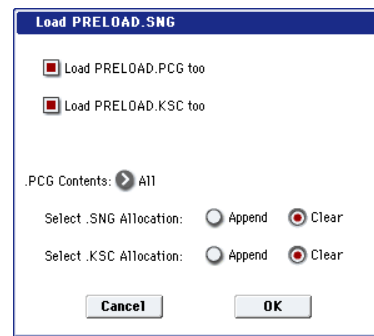 Load PRELOAD.SNG
Load PRELOAD.PCG too
Load PRELOAD.KSC too
.PCG Contents: All
Select .SNG Allocation: Append Clear
Select .KSC Allocation: Append Clear
Cancel OK